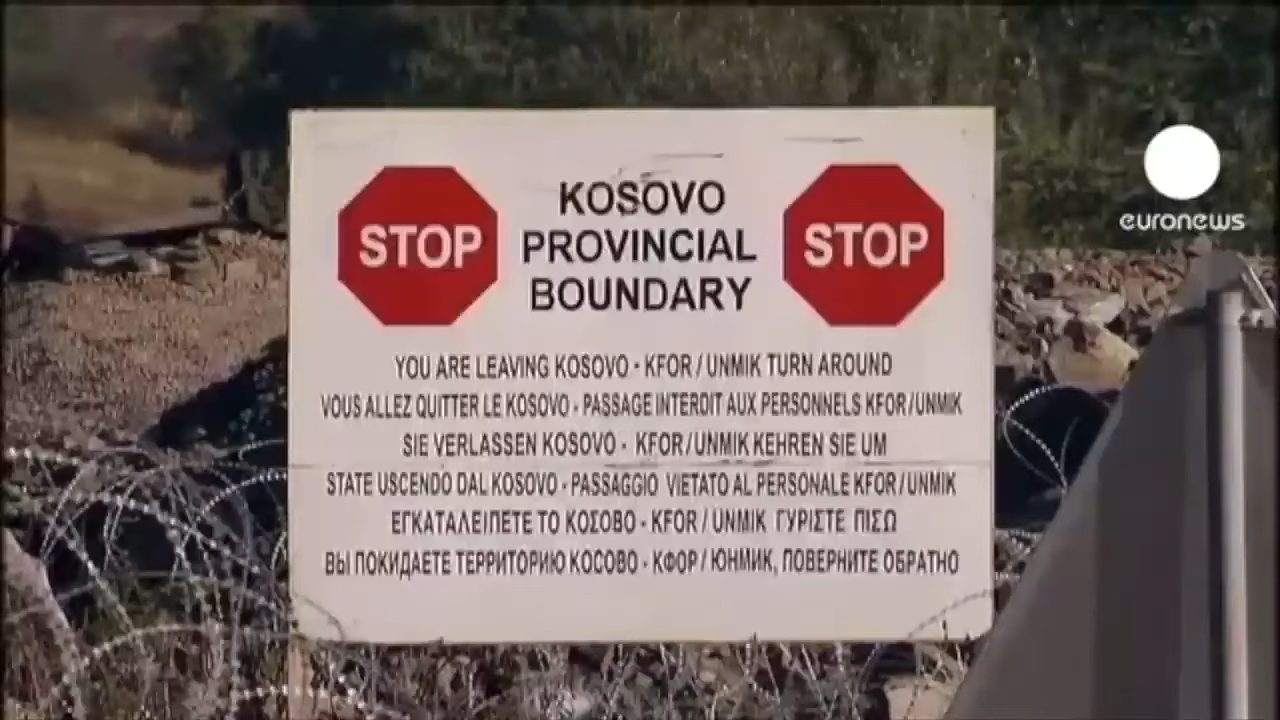 KOSOVO
STOP PROVINCIAL STOP
BOUNDARY
YOU ARE LEAVING KOSOVO - KFOR / UNMIK TURN AROUND
VOUS ALLEZ QUITTER LE KOSOVO - PASSAGE INTERDIT AUX PERSONNELS KFOR / UNMIK
SIE VERLASSEN KOSOVO - KFOR / UNMIK KEHREN SIE UM
STATE USCENDO DAL KOSOVO - PASSAGGIO VIETATO AL PERSONALE KFOR / UNMIK
ΕΓΚΑΤΑΛΕΙΠΕΤΕ ΤΟ ΚΟΣΟΒΟ - KFOR / UNMIK ΓΥΡΙΣΤΕ ΠΙΣΩ
ВЫ ПОКИДАЕТЕ ТЕРРИТОРИЮ КОСОВО - КФОР / ЮНМИК, ПОВЕРНИТЕ ОБРАТНО
euronews